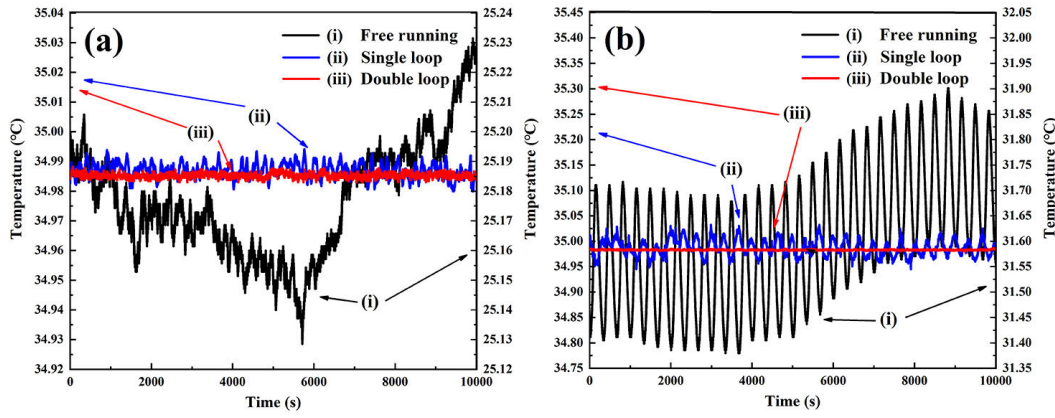 (a)
(i) Free running
(ii) Single loop
(iii) Double loop
(ii)
(iii)
(i)
35.04
35.03
35.02
35.01
35.00
34.99
34.98
34.97
34.96
34.95
34.94
34.93
34.92
Temperature (°C)
25.24
25.23
25.22
25.21
25.20
25.19
25.18
25.17
25.16
25.15
25.14
25.13
25.12
Temperature (°C)
0 2000 4000 6000 8000 10000
Time (s)
(b)
(i) Free running
(ii) Single loop
(iii) Double loop
(iii)
(ii)
(i)
35.45
35.40
35.35
35.30
35.25
35.20
35.15
35.10
35.05
35.00
34.95
34.90
34.85
34.80
34.75
Temperature (°C)
32.05
32.00
31.95
31.90
31.85
31.80
31.75
31.70
31.65
31.60
31.55
31.50
31.45
31.40
31.35
Temperature (°C)
0 2000 4000 6000 8000 10000
Time (s)